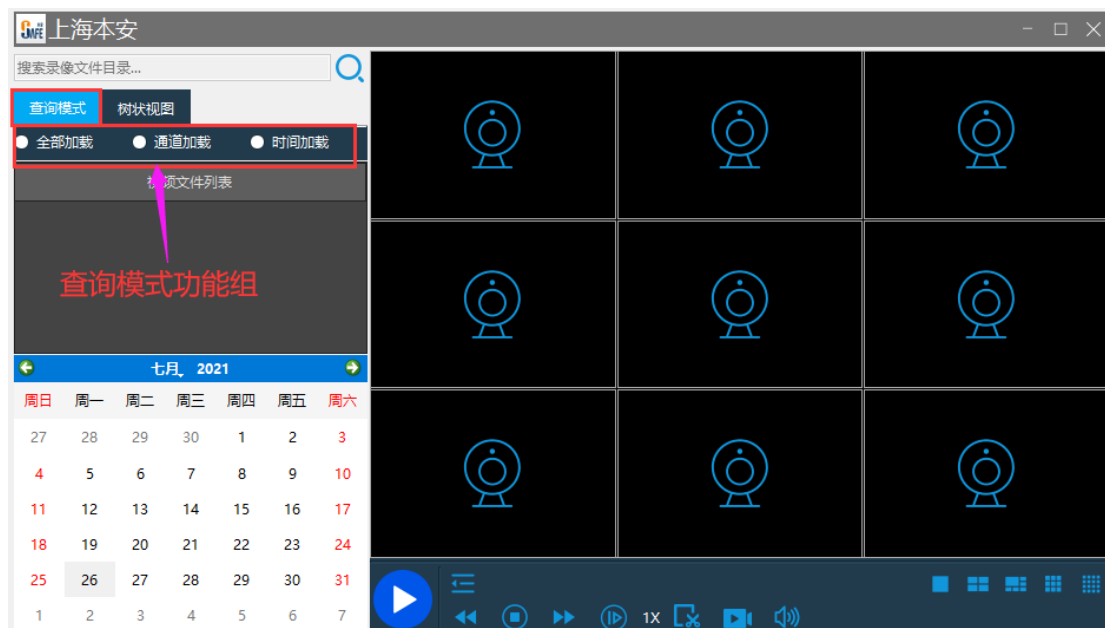 SAFE 上海本安
搜索录像文件目录...
查询模式 树状视图
全部加载 通道加载 时间加载
视频文件列表
查询模式功能组
七月, 2021
周日 周一 周二 周三 周四 周五 周六
27 28 29 30 1 2 3
4 5 6 7 8 9 10
11 12 13 14 15 16 17
18 19 20 21 22 23 24
25 26 27 28 29 30 31
1 2 3 4 5 6 7
1X